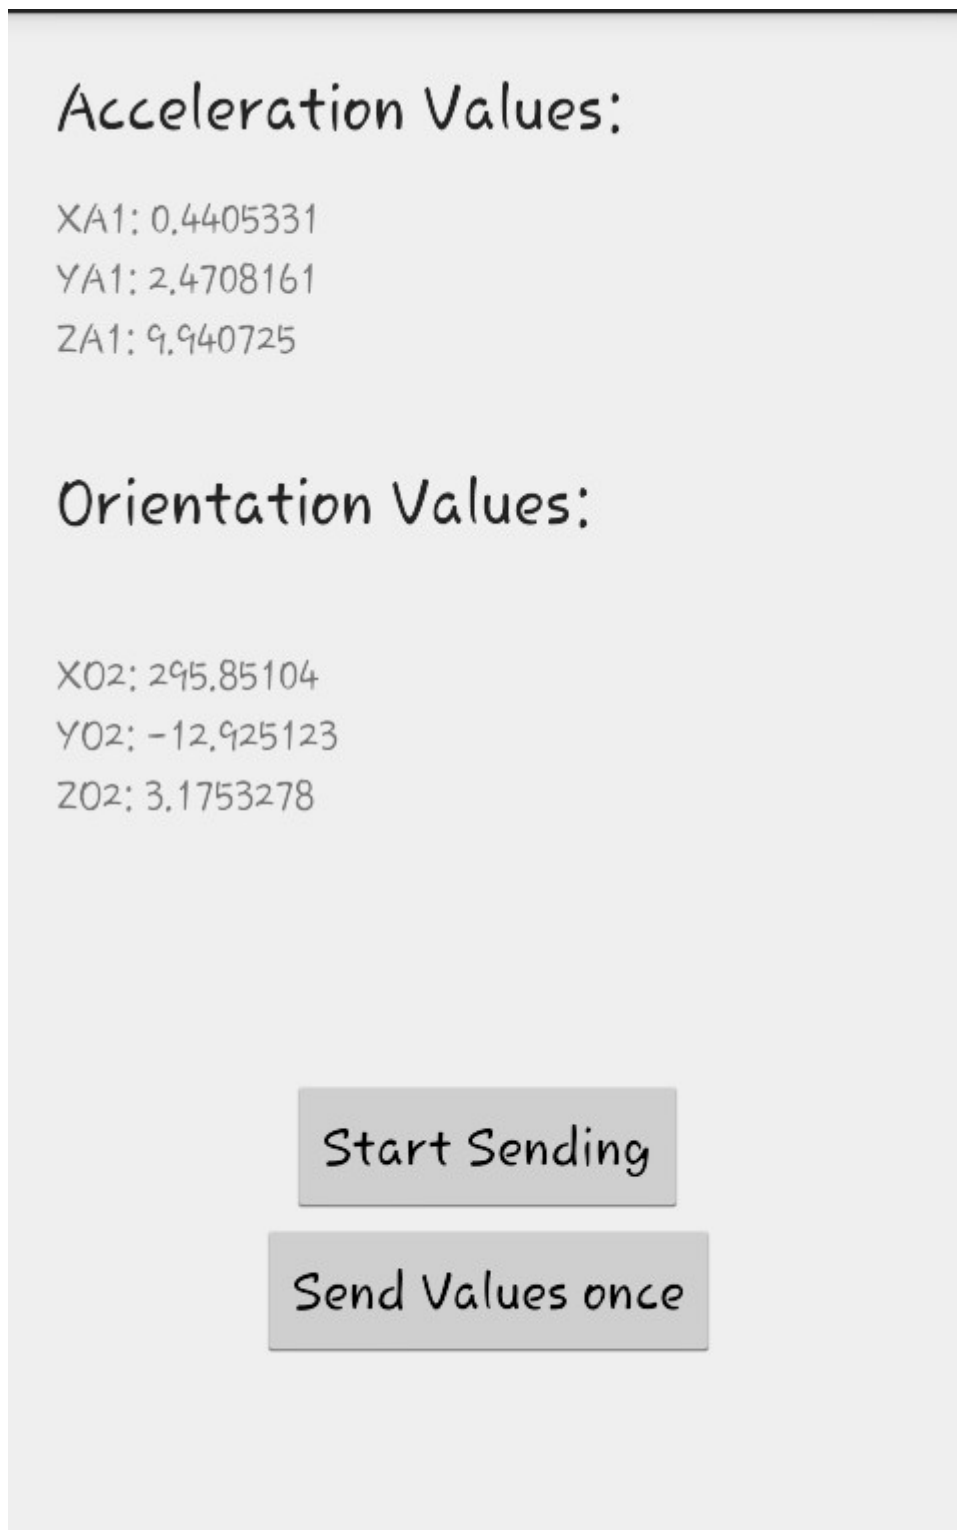 Acceleration Values:
XA1: 0.4405331
YA1: 2.4708161
ZA1: 9.940725
Orientation Values:
XO2: 295.85104
YO2: -12.925123
ZO2: 3.1753278
Start Sending
Send Values once